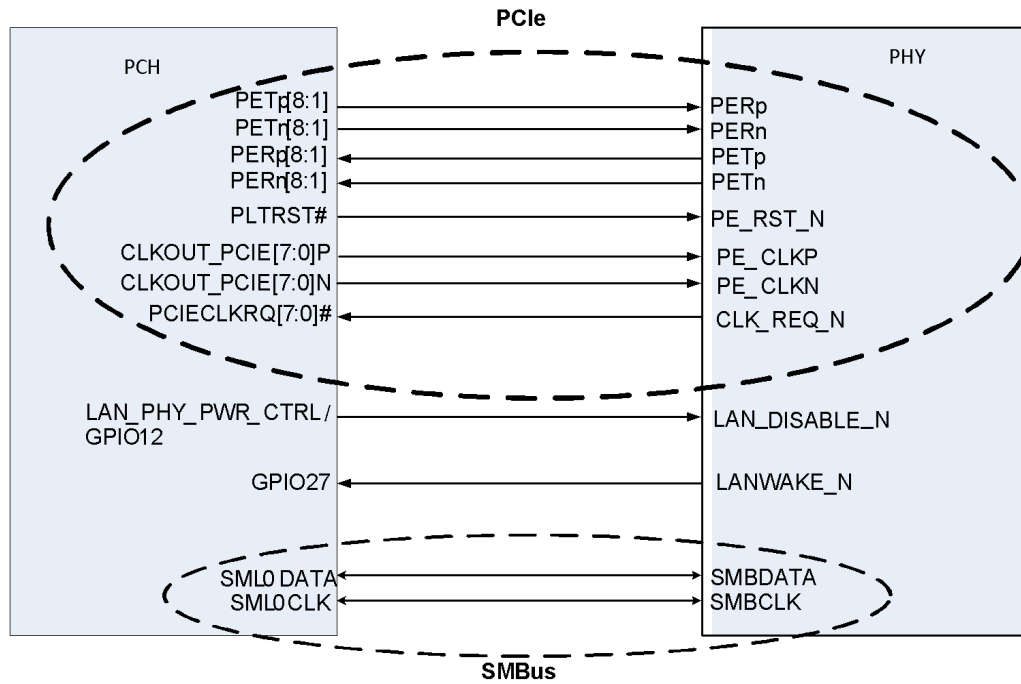 PCIe
PCH
PHY
PETp[8:1]
PERp
PETn[8:1]
PERn
PERp[8:1]
PETp
PERn[8:1]
PETn
PLTRST#
PE_RST_N
CLKOUT_PCIE[7:0]P
PE_CLKP
CLKOUT_PCIE[7:0]N
PE_CLKN
PCIECLKRQ[7:0]#
CLK_REQ_N
LAN_PHY_PWR_CTRL/
GPIO12
LAN_DISABLE_N
GPIO27
LANWAKE_N
SML0DATA
SMBDATA
SML0CLK
SMBCLK
SMBus